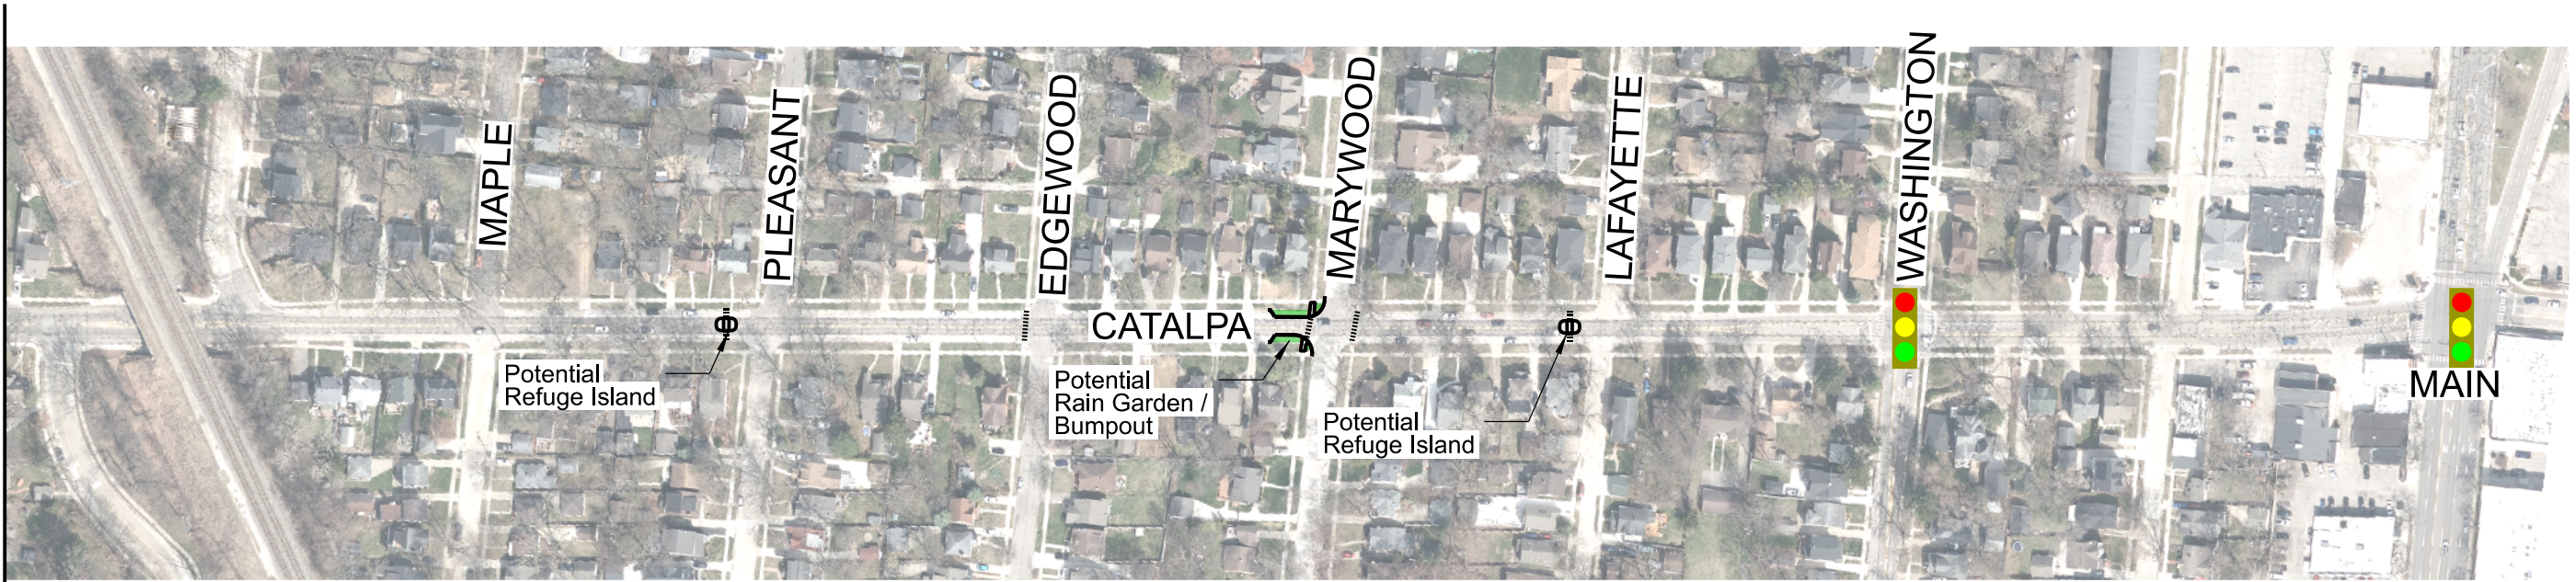 MAPLE
PLEASANT
EDGEWOOD
MARYWOOD
LAFAYETTE
WASHINGTON
CATALPA
MAIN
Potential
Refuge Island
Potential
Rain Garden /
Bumpout
Potential
Refuge Island